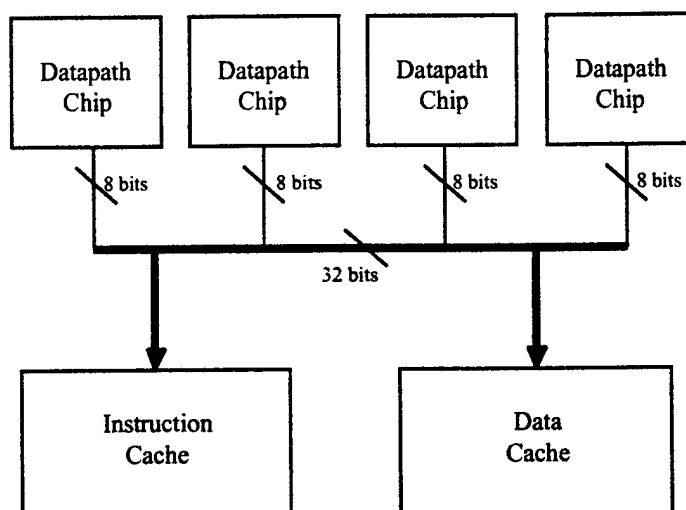 Datapath
Chip
Datapath
Chip
Datapath
Chip
Datapath
Chip
8 bits
8 bits
8 bits
8 bits
32 bits
Instruction
Cache
Data
Cache